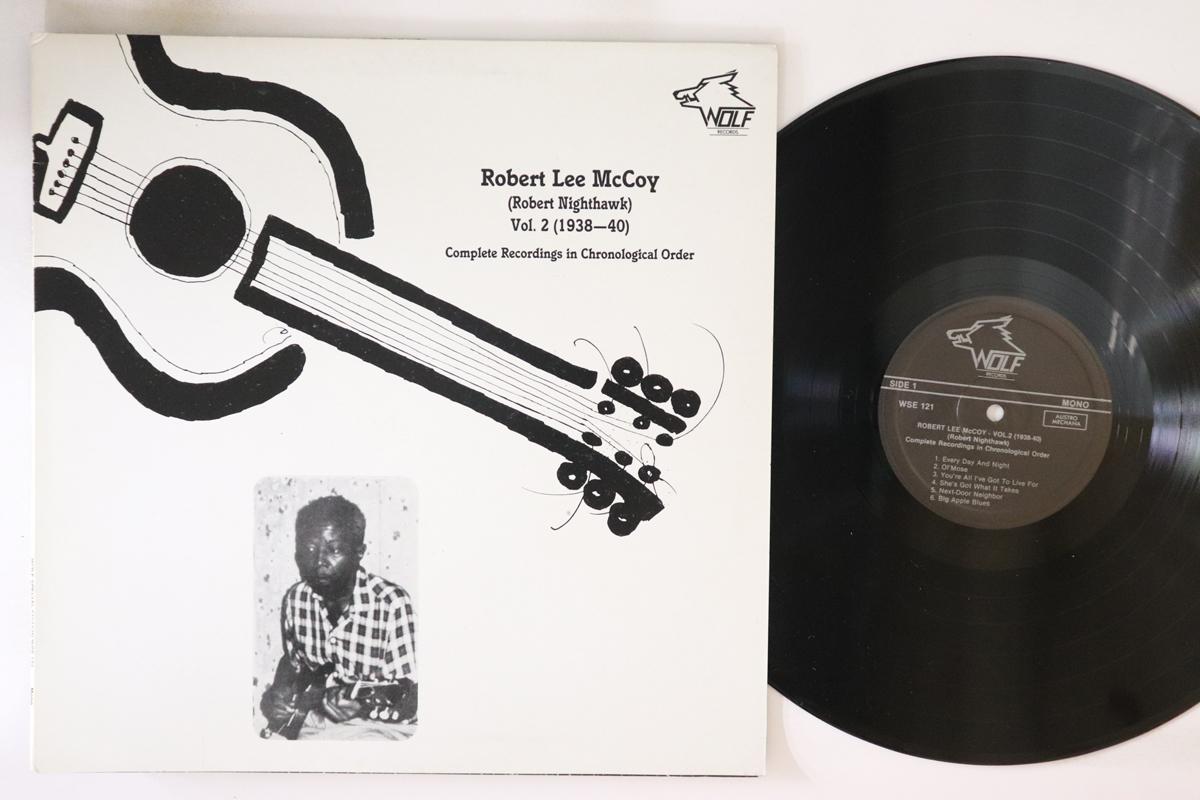 WOLF
RECORDS
Robert Lee McCoy
(Robert Nighthawk)
Vol. 2 (1938—40)
Complete Recordings in Chronological Order
WOLF
RECORDS
SIDE 1
MONO
WSE 121
AUSTRO
MECHANA
ROBERT LEE McCOY - VOL.2 (1938-40)
(Robert Nighthawk)
Complete Recordings in Chronological Order
1. Every Day And Night
2. Ol'Mose
3. You're All I've Got To Live For
4. She's Got What It Takes
5. Next-Door Neighbor
6. Big Apple Blues